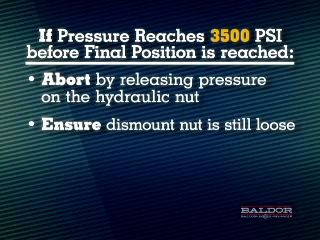 If Pressure Reaches 3500 PSI
before Final Position is reached:
• Abort by releasing pressure
on the hydraulic nut
• Ensure dismount nut is still loose
BALDOR